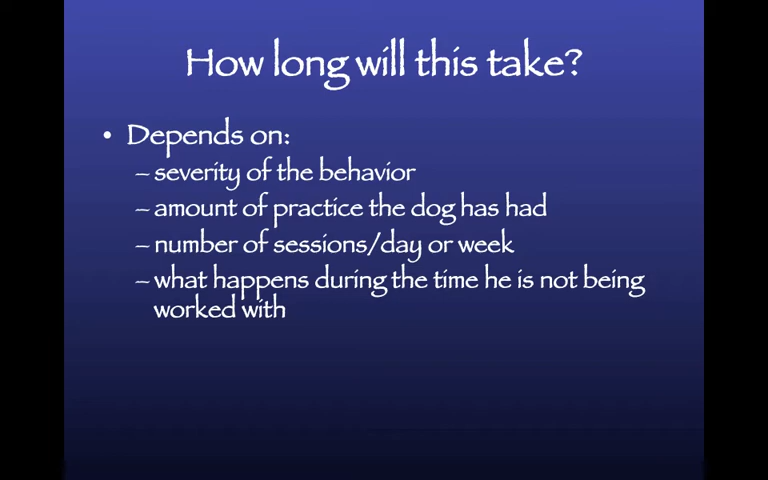 How long will this take?
• Depends on:
– severity of the behavior
– amount of practice the dog has had
– number of sessions/day or week
– what happens during the time he is not being
worked with